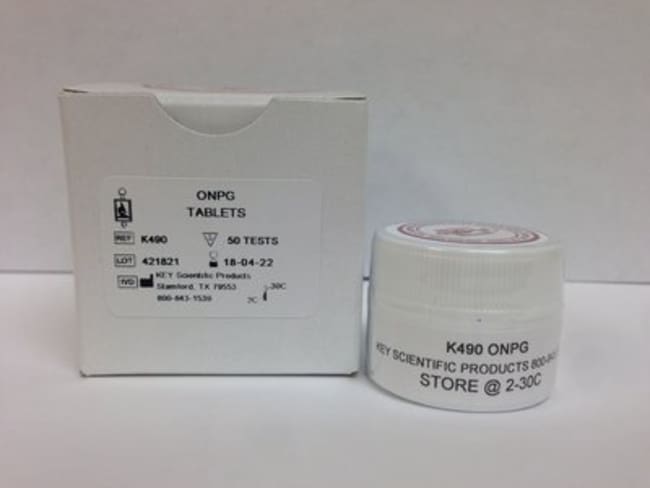 ONPG
TABLETS
REF K490 50 TESTS
LOT 421821 18-04-22
IVD KEY Scientific Products
Stamford, TX 79553
800-843-1539
2C 30C
K490 ONPG
KEY SCIENTIFIC PRODUCTS 800-843
STORE @ 2-30C